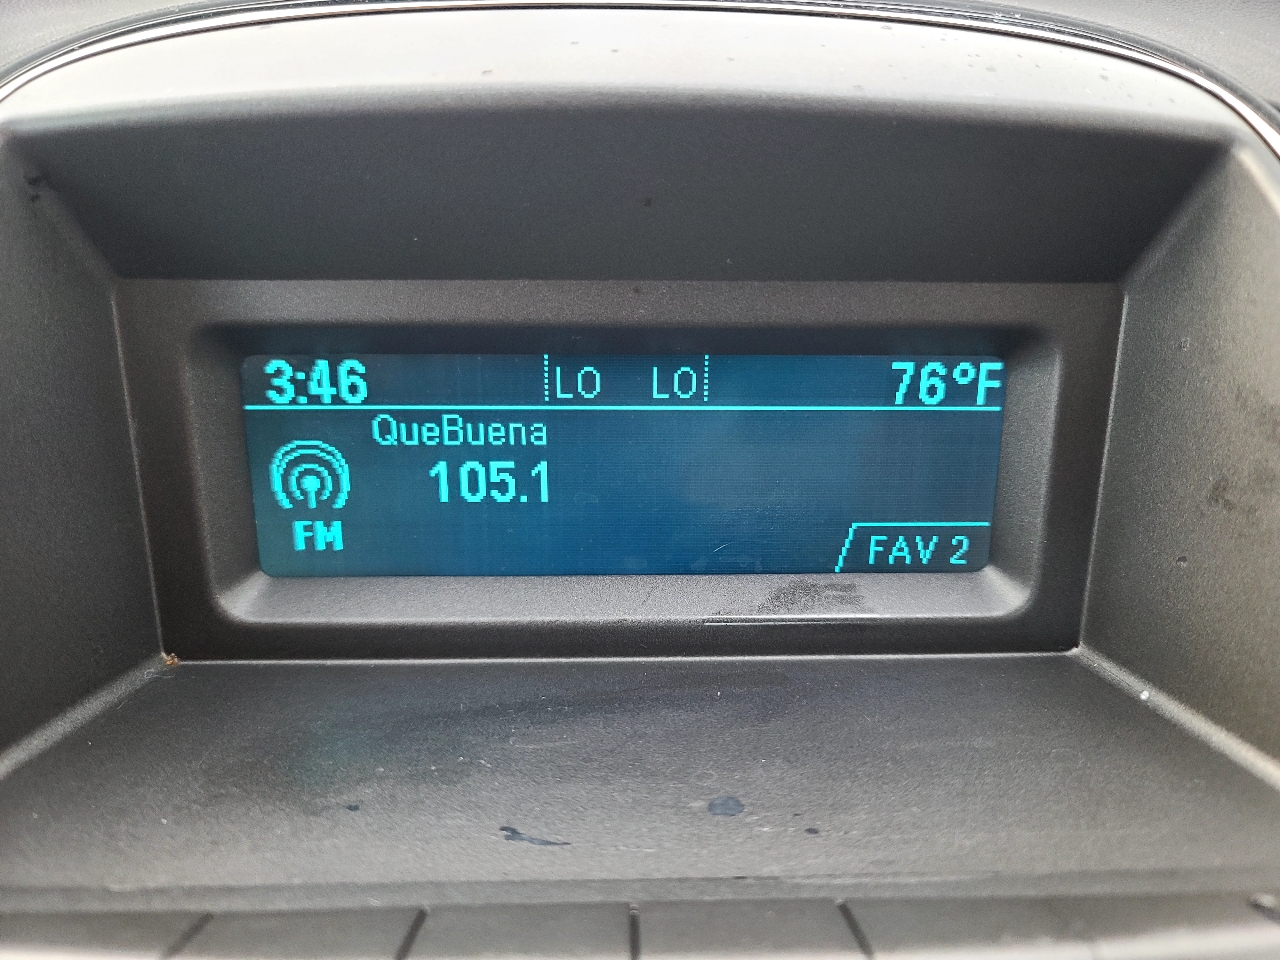 3:46 LO LO 76°F
QueBuena
105.1
FM
FAV 2